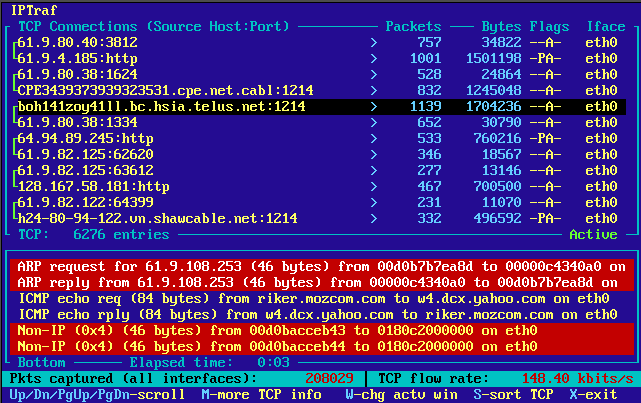 IPTraf
TCP Connections (Source Host:Port) Packets Bytes Flags Iface
61.9.80.40:3812 > 757 34822 --A- eth0
61.9.4.185:http > 1001 1501198 -PA- eth0
61.9.80.38:1624 > 528 24864 --A- eth0
CPE3439373939323531.cpe.net.cabl:1214 > 832 1245048 --A- eth0
boh141zoy41ll.bc.hsia.telus.net:1214 > 1139 1704236 --A- eth0
61.9.80.38:1334 > 652 30790 --A- eth0
64.94.89.245:http > 533 760216 -PA- eth0
61.9.82.125:62620 > 346 18567 --A- eth0
61.9.82.125:63612 > 277 13146 --A- eth0
128.167.58.181:http > 467 700500 --A- eth0
61.9.82.122:64399 > 231 11070 --A- eth0
h24-80-94-122.vn.shawcable.net:1214 > 332 496592 -PA- eth0
TCP: 6276 entries Active
ARP request for 61.9.108.253 (46 bytes) from 00d0b7b7ea8d to 00000c4340a0 on
ARP reply from 61.9.108.253 (46 bytes) from 00000c4340a0 to 00d0b7b7ea8d on
ICMP echo req (84 bytes) from riker.mozcom.com to w4.dcx.yahoo.com on eth0
ICMP echo rply (84 bytes) from w4.dcx.yahoo.com to riker.mozcom.com on eth0
Non-IP (0x4) (46 bytes) from 00d0bacceb43 to 0180c2000000 on eth0
Non-IP (0x4) (46 bytes) from 00d0bacceb44 to 0180c2000000 on eth0
Bottom Elapsed time: 0:03
Pkts captured (all interfaces): 208029 TCP flow rate: 148.40 kbits/s
Up/Dn/PgUp/PgDn-scroll M-more TCP info W-chg actv win S-sort TCP X-exit